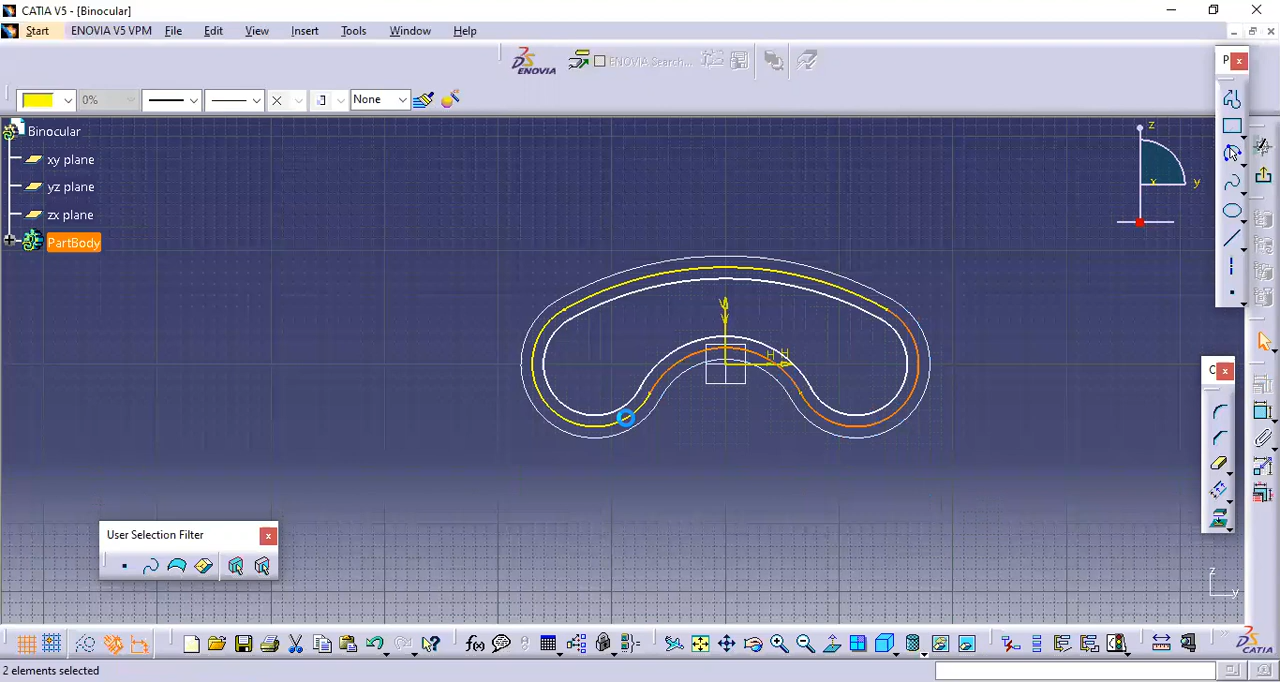 CATIA V5 - [Binocular]
Start ENOVIA V5 VPM File Edit View Insert Tools Window Help
ENOVIA ENOVIA Search...
P
0% None
Binocular
xy plane
yz plane
zx plane
PartBody
z
x y
V
H H
C
User Selection Filter
z
y
f(x)
CATIA
2 elements selected